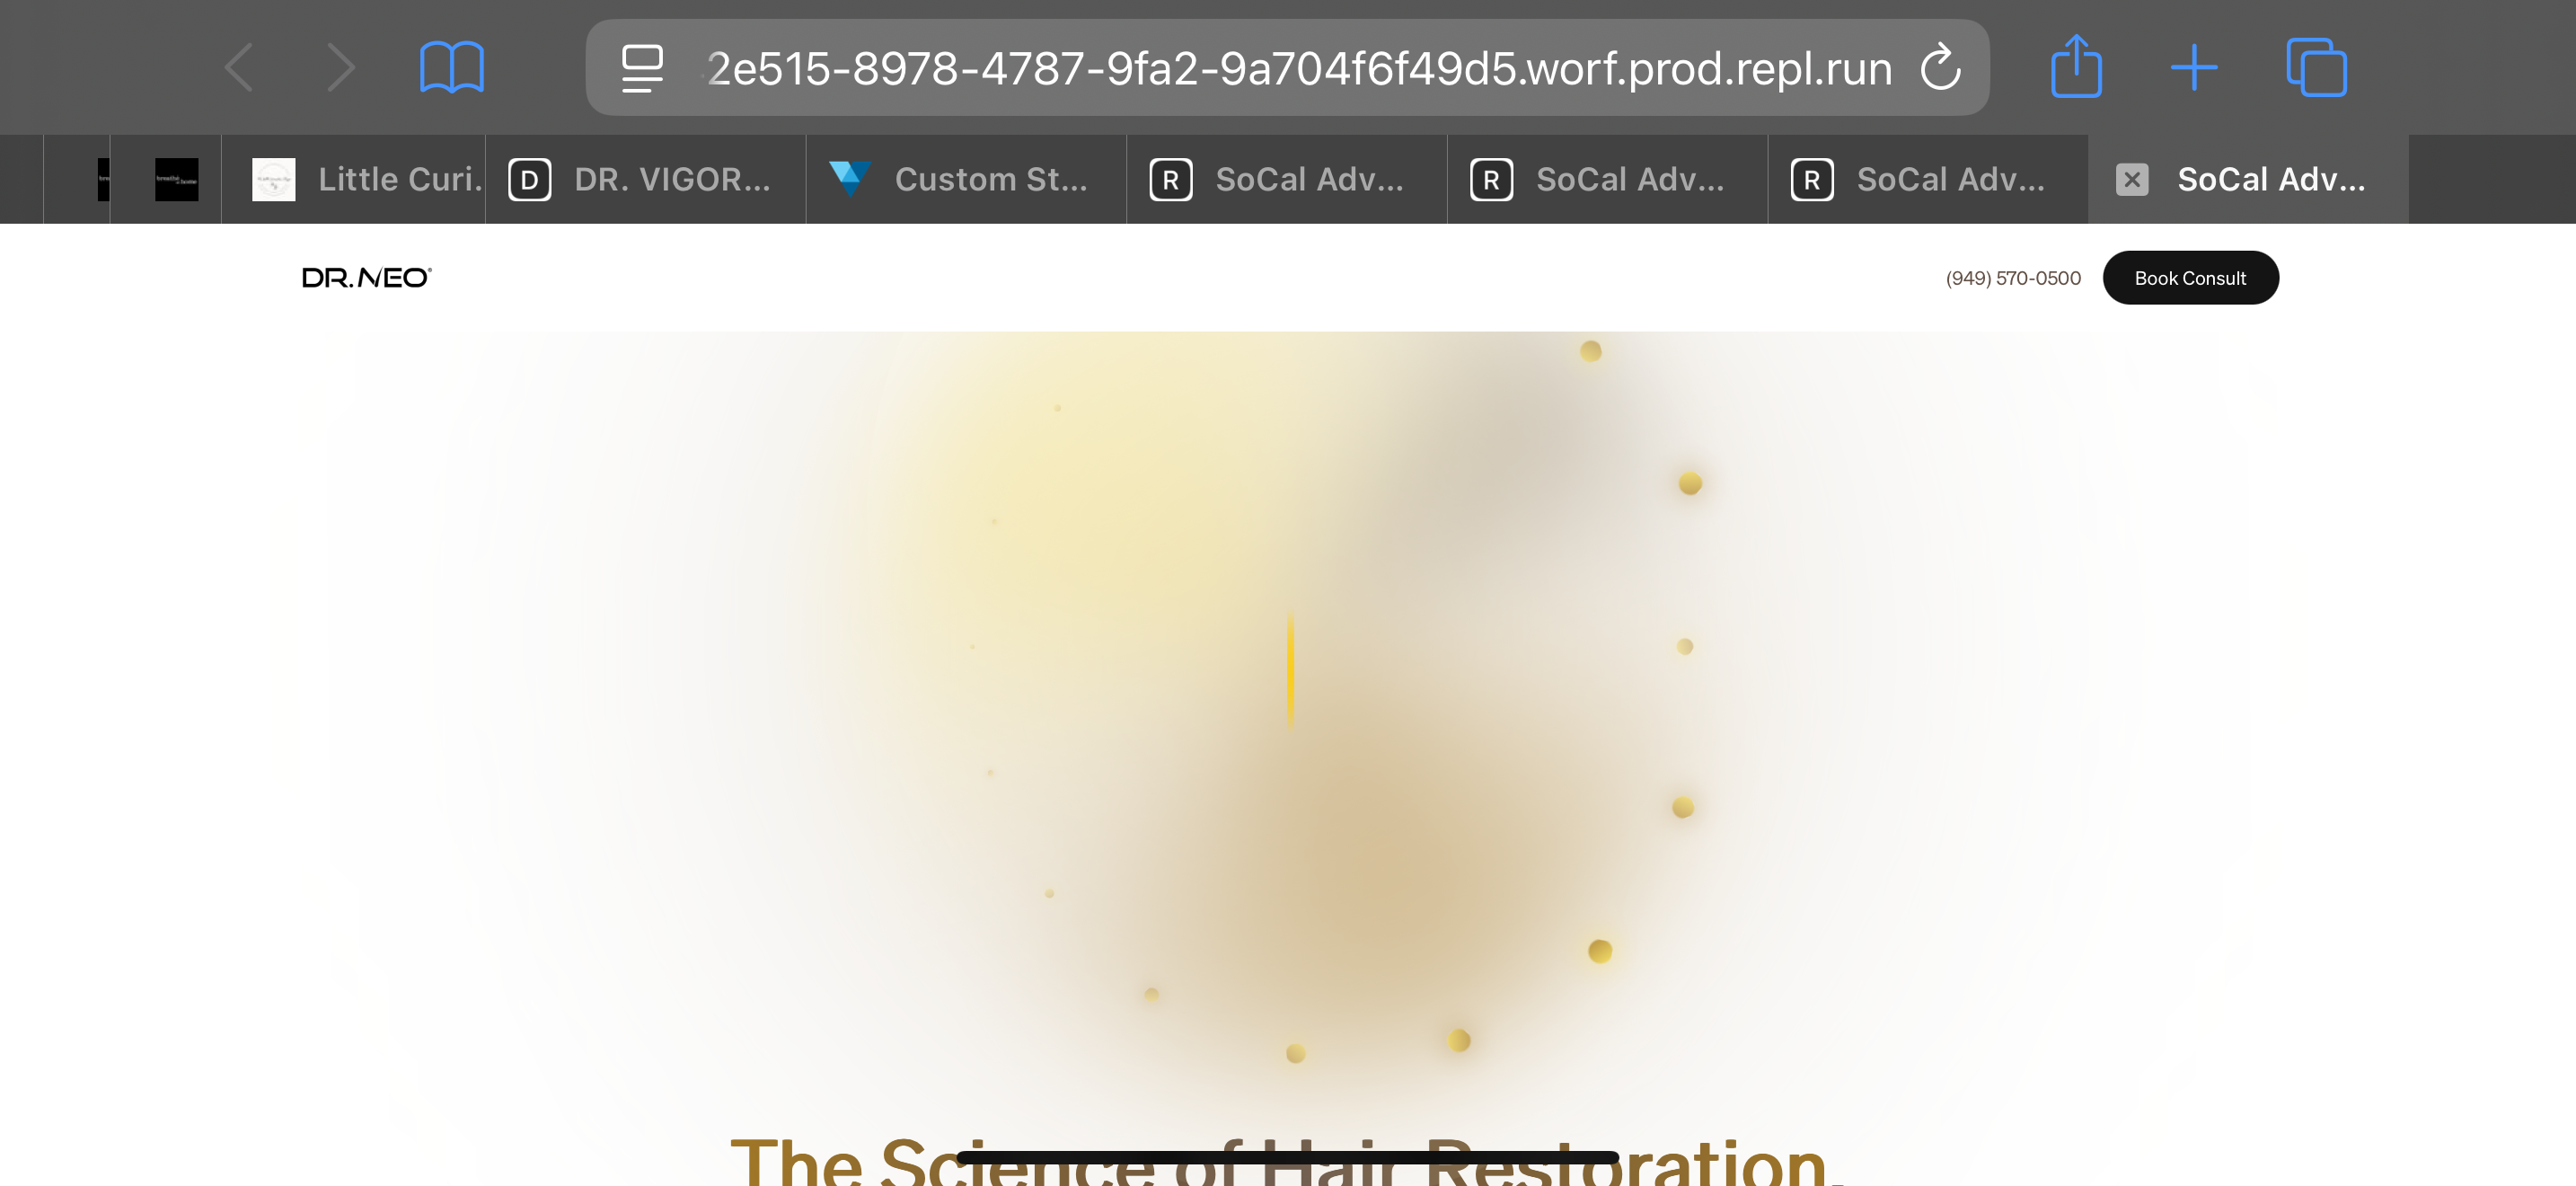 2e515-8978-4787-9fa2-9a704f6f49d5.worf.prod.repl.run
Little Curi.
D DR. VIGOR...
Custom St...
R SoCal Adv...
R SoCal Adv...
R SoCal Adv...
SoCal Adv...
DR. NEO®
(949) 570-0500
Book Consult
The Science of Hair Restoration.